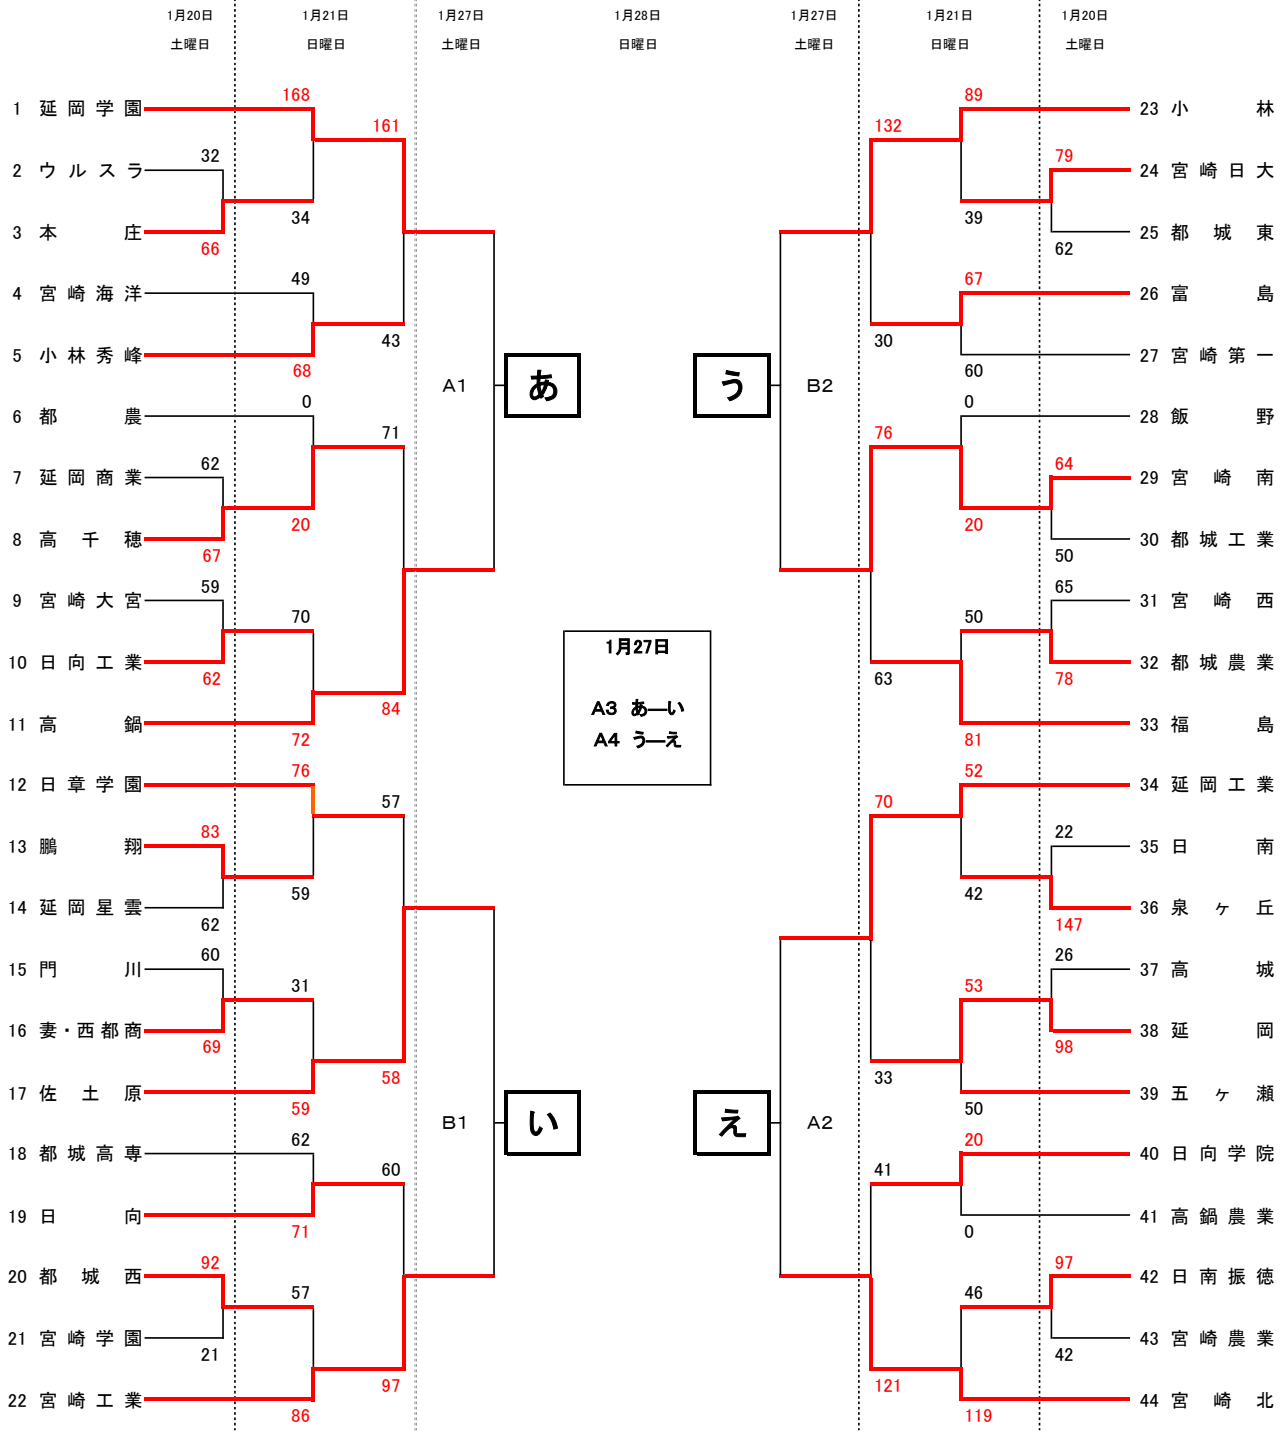 1月20日 1月21日 1月27日 1月28日 1月27日 1月21日 1月20日
土曜日 日曜日 土曜日 日曜日 土曜日 日曜日 土曜日
168 89
1 延岡学園 23 小林
161 132
32 79
2 ウルスラ 24 宮崎日大
34 39
3 本庄 25 都城東
66 62
49 67
4 宮崎海洋 26 富島
43 30
5 小林秀峰 27 宮崎第一
68 60
A1 あ う B2
0 0
6 都農 28 飯野
71 76
62 64
7 延岡商業 29 宮崎南
20 20
8 高千穂 30 都城工業
67 50
59 65
9 宮崎大宮 31 宮崎西
70 50
1月27日
10 日向工業 32 都城農業
62 63 78
A3 あ―い
84
11 高鍋 33 福島
72 81
A4 う―え
76 52
12 日章学園 34 延岡工業
57 70
83 22
13 鵬翔 35 日南
59 42
14 延岡星雲 36 泉ヶ丘
62 147
60 26
15 門川 37 高城
31 53
16 妻・西都商 38 延岡
69 98
58 33
17 佐土原 39 五ヶ瀬
59 50
B1 い え A2
62 20
18 都城高専 40 日向学院
60 41
19 日向 41 高鍋農業
71 0
92 97
20 都城西 42 日南振徳
57 46
21 宮崎学園 43 宮崎農業
21 42
97 121
22 宮崎工業 44 宮崎北
86 119